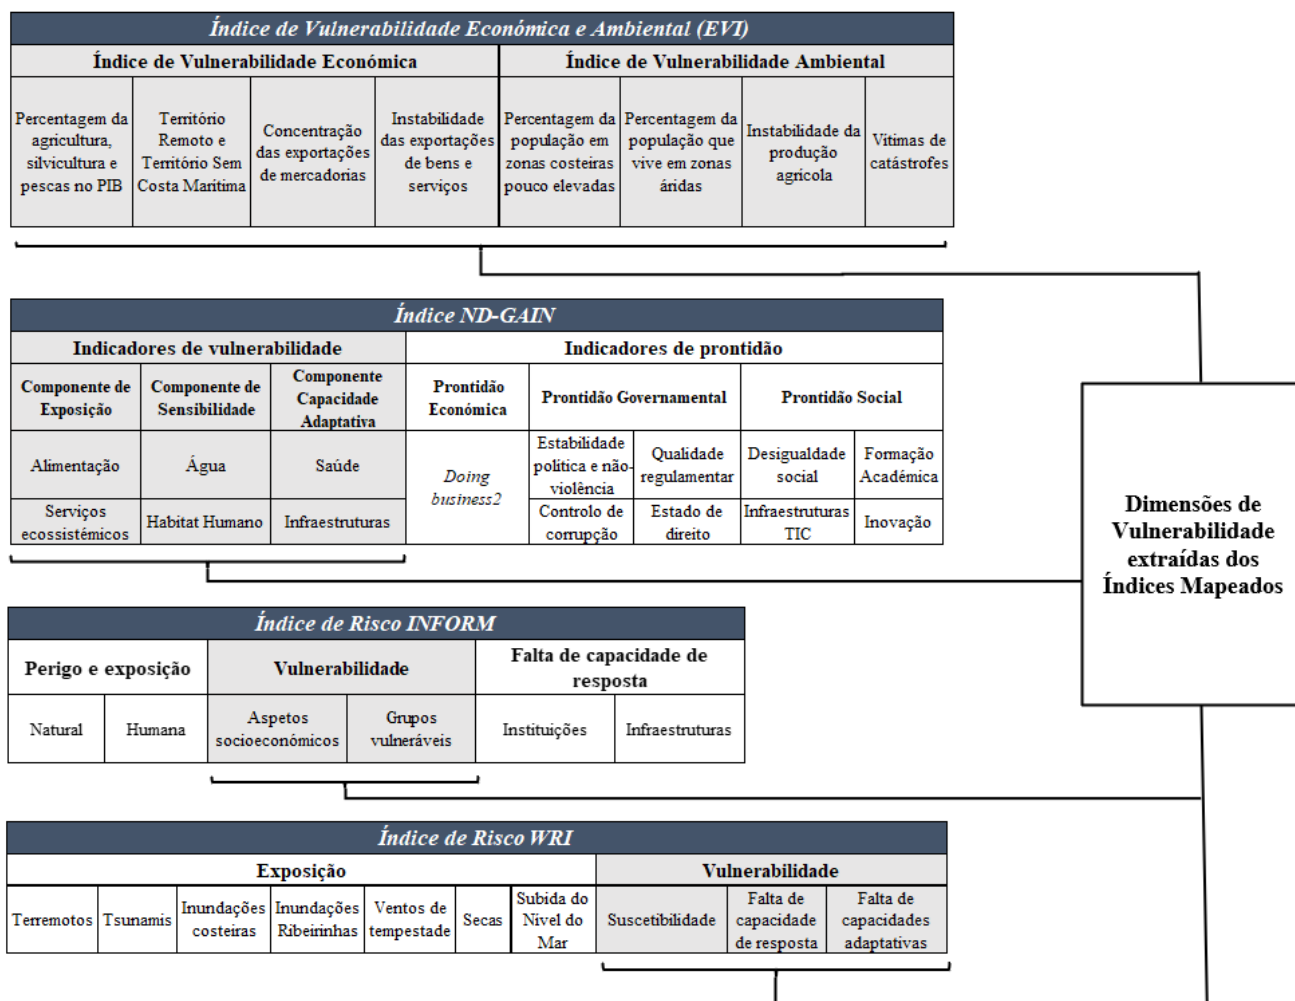 Índice de Vulnerabilidade Económica e Ambiental (EVI)
Índice de Vulnerabilidade Económica
Índice de Vulnerabilidade Ambiental
Percentagem da
agricultura,
silvicultura e
pescas no PIB
Território
Remoto e
Território Sem
Costa Marítima
Concentração
das exportações
de mercadorias
Instabilidade
das exportações
de bens e
serviços
Percentagem da
população em
zonas costeiras
pouco elevadas
Percentagem da
população que
vive em zonas
áridas
Instabilidade da
produção
agrícola
Vítimas de
catástrofes
Índice ND-GAIN
Indicadores de vulnerabilidade
Indicadores de prontidão
Componente de
Exposição
Componente de
Sensibilidade
Componente
Capacidade
Adaptativa
Prontidão
Económica
Prontidão Governamental
Prontidão Social
Alimentação
Água
Saúde
Doing
business2
Estabilidade
política e não-
violência
Qualidade
regulamentar
Desigualdade
social
Formação
Académica
Serviços
ecossistémicos
Habitat Humano
Infraestruturas
Controlo de
corrupção
Estado de
direito
Infraestruturas
TIC
Inovação
Dimensões de
Vulnerabilidade
extraídas dos
Índices Mapeados
Índice de Risco INFORM
Perigo e exposição
Vulnerabilidade
Falta de capacidade de
resposta
Natural
Humana
Aspetos
socioeconómicos
Grupos
vulneráveis
Instituições
Infraestruturas
Índice de Risco WRI
Exposição
Vulnerabilidade
Terremotos
Tsunamis
Inundações
costeiras
Inundações
Ribeirinhas
Ventos de
tempestade
Secas
Subida do
Nível do
Mar
Suscetibilidade
Falta de
capacidade
de resposta
Falta de
capacidades
adaptativas